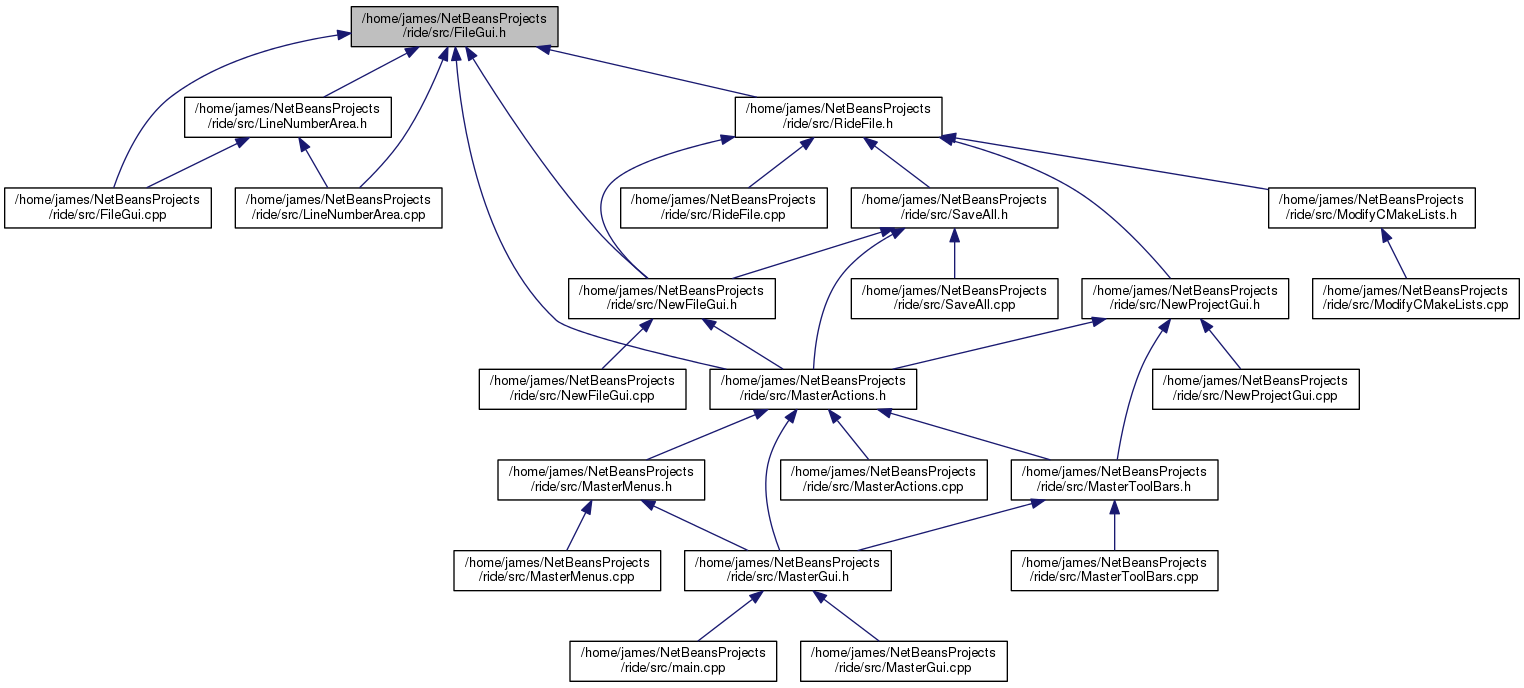 /home/james/NetBeansProjects
/ride/src/FileGui.h
/home/james/NetBeansProjects
/ride/src/LineNumberArea.h
/home/james/NetBeansProjects
/ride/src/RideFile.h
/home/james/NetBeansProjects
/ride/src/FileGui.cpp
/home/james/NetBeansProjects
/ride/src/LineNumberArea.cpp
/home/james/NetBeansProjects
/ride/src/RideFile.cpp
/home/james/NetBeansProjects
/ride/src/SaveAll.h
/home/james/NetBeansProjects
/ride/src/ModifyCMakeLists.h
/home/james/NetBeansProjects
/ride/src/NewFileGui.h
/home/james/NetBeansProjects
/ride/src/SaveAll.cpp
/home/james/NetBeansProjects
/ride/src/NewProjectGui.h
/home/james/NetBeansProjects
/ride/src/ModifyCMakeLists.cpp
/home/james/NetBeansProjects
/ride/src/NewFileGui.cpp
/home/james/NetBeansProjects
/ride/src/MasterActions.h
/home/james/NetBeansProjects
/ride/src/NewProjectGui.cpp
/home/james/NetBeansProjects
/ride/src/MasterMenus.h
/home/james/NetBeansProjects
/ride/src/MasterActions.cpp
/home/james/NetBeansProjects
/ride/src/MasterToolBars.h
/home/james/NetBeansProjects
/ride/src/MasterMenus.cpp
/home/james/NetBeansProjects
/ride/src/MasterGui.h
/home/james/NetBeansProjects
/ride/src/MasterToolBars.cpp
/home/james/NetBeansProjects
/ride/src/main.cpp
/home/james/NetBeansProjects
/ride/src/MasterGui.cpp